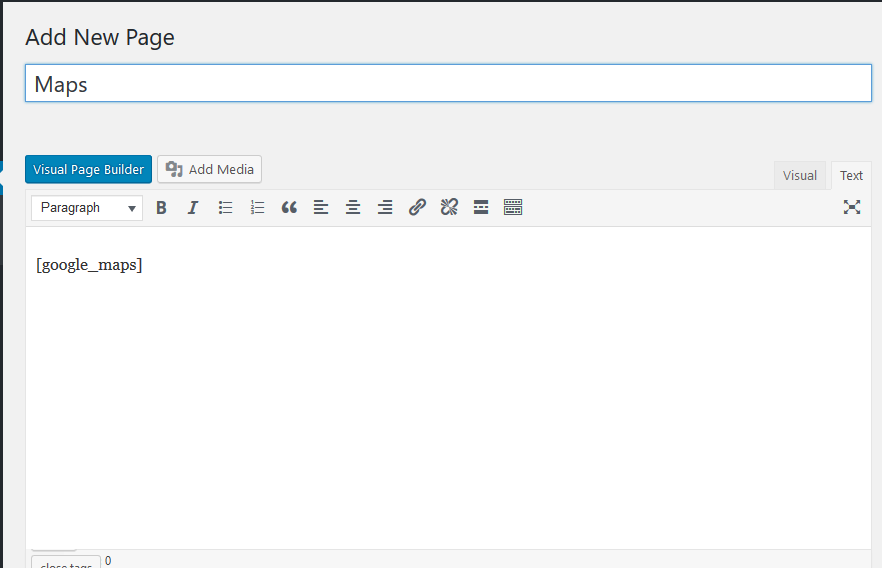 Add New Page
Maps
Visual Page Builder Add Media
Visual Text
Paragraph B I
[google_maps]
close tags 0